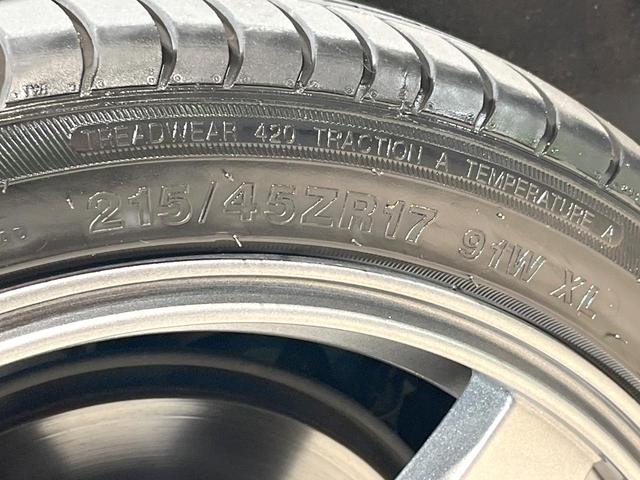 TREADWEAR 420 TRACTION A TEMPERATURE A
215/45ZR17 91W XL